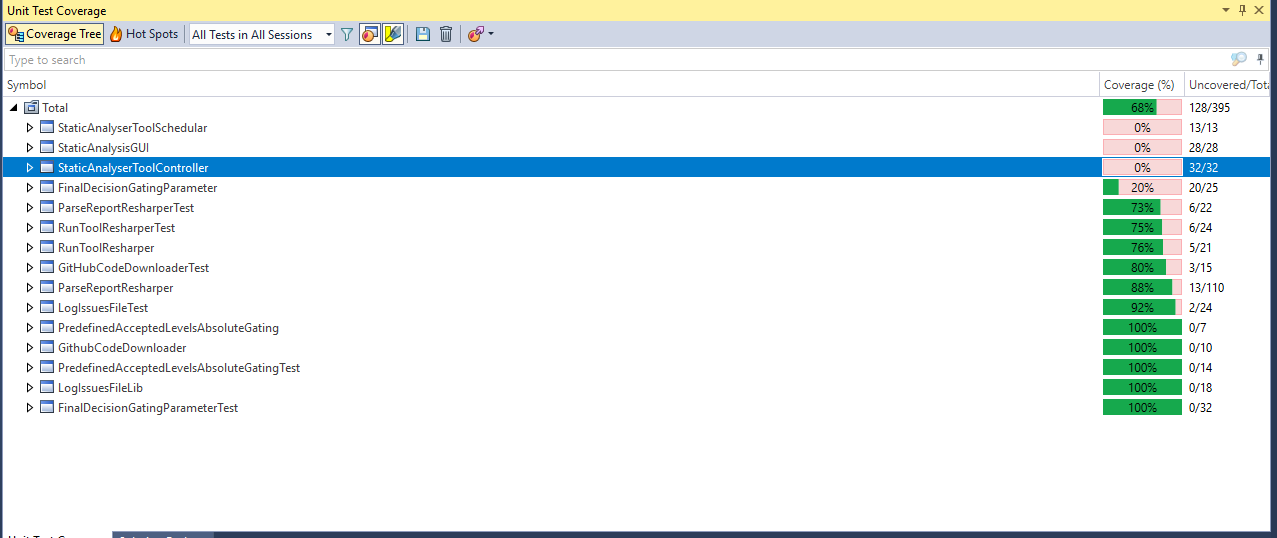 Unit Test Coverage
Coverage Tree Hot Spots All Tests in All Sessions
Type to search
Symbol Coverage (%) Uncovered/Tota
Total 68% 128/395
StaticAnalyserToolSchedular 0% 13/13
StaticAnalysisGUI 0% 28/28
StaticAnalyserToolController 0% 32/32
FinalDecisionGatingParameter 20% 20/25
ParseReportResharperTest 73% 6/22
RunToolResharperTest 75% 6/24
RunToolResharper 76% 5/21
GitHubCodeDownloaderTest 80% 3/15
ParseReportResharper 88% 13/110
LogIssuesFileTest 92% 2/24
PredefinedAcceptedLevelsAbsoluteGating 100% 0/7
GithubCodeDownloader 100% 0/10
PredefinedAcceptedLevelsAbsoluteGatingTest 100% 0/14
LogIssuesFileLib 100% 0/18
FinalDecisionGatingParameterTest 100% 0/32